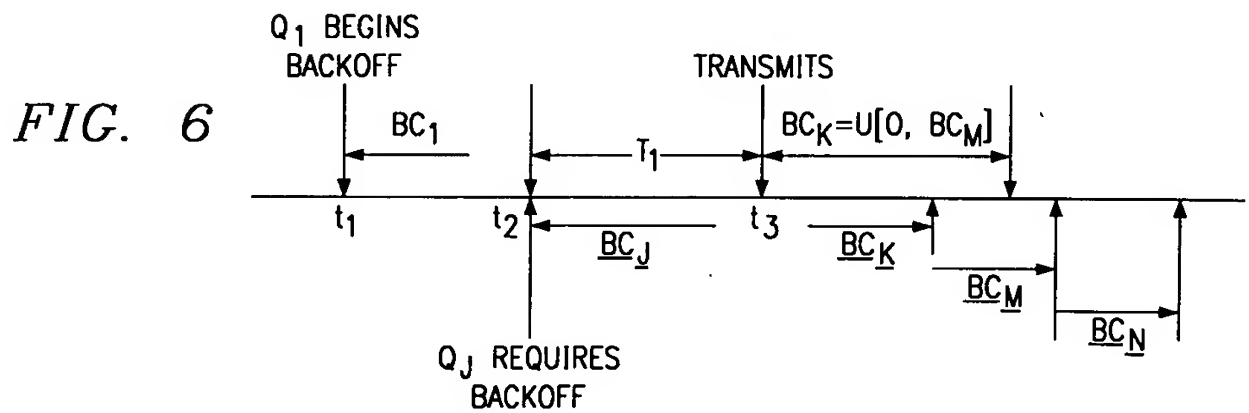 Q1 BEGINS
BACKOFF
TRANSMITS
FIG. 6
BC1
T1
BCK=U[0, BCM]
t1
t2
t3
BCJ
BCK
BCM
BCN
QJ REQUIRES
BACKOFF